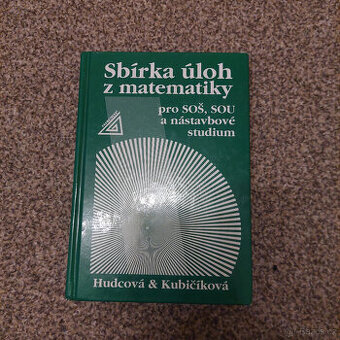 Sbírka úloh
z matematiky
pro SOŠ, SOU
a nástavbové
studium
Hudcová & Kubičíková